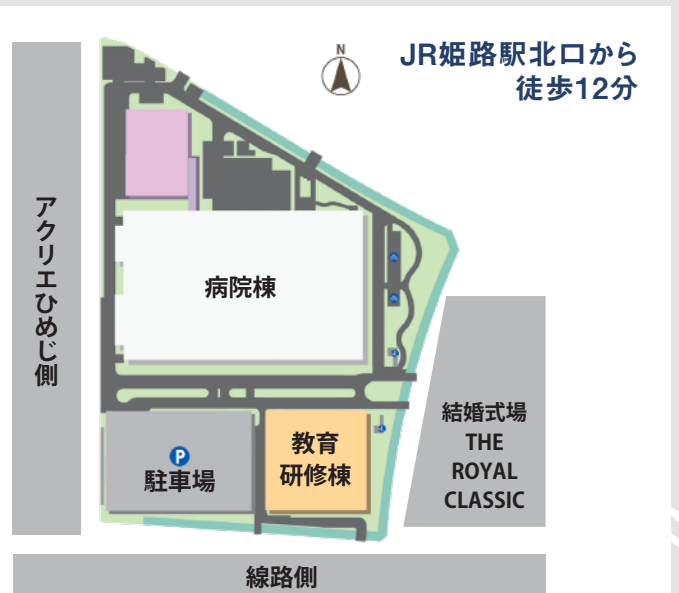 N
JR姫路駅北口から
徒歩12分
アクリエひめじ側
病院棟
結婚式場
THE
ROYAL
CLASSIC
P
駐車場
教育
研修棟
線路側